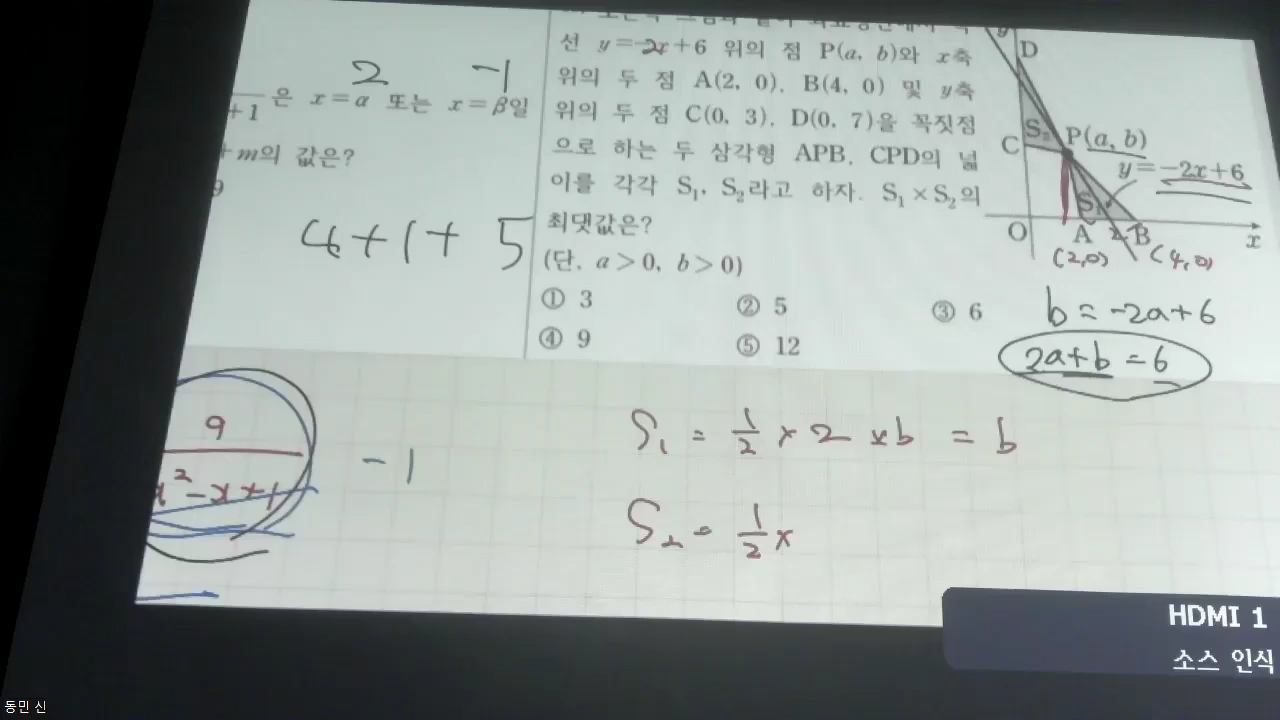 2 -1
+1 은 x=α 또는 x=β일
+m의 값은?
9
4+1+5
선 y=-2x+6 위의 점 P(a, b)와 x축
위의 두 점 A(2, 0), B(4, 0) 및 y축
위의 두 점 C(0, 3), D(0, 7)을 꼭짓점
으로 하는 두 삼각형 APB, CPD의 넓
이를 각각 S₁, S₂라고 하자. S₁×S₂의
최댓값은?
(단, a>0, b>0)
① 3 ② 5 ③ 6
④ 9 ⑤ 12
y
D
S₂
C
P(a, b)
y=-2x+6
S₁
O A 2 B x
(2,0) (4,0)
b=-2a+6
2a+b=6
9
x²-x+1
-1
S₁ = 1/2 × 2 × b = b
S₂ = 1/2 ×
HDMI 1
소스 인식
동민 신